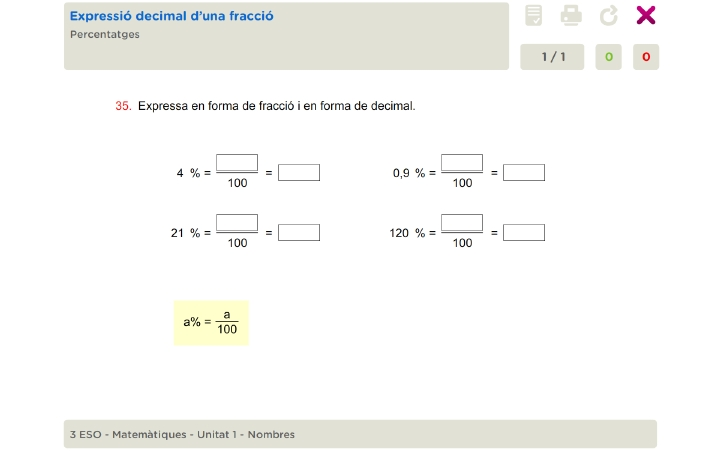 Expressió decimal d'una fracció
Percentatges
1 / 1
0
0
35. Expressa en forma de fracció i en forma de decimal.
4 % = /100 =
0,9 % = /100 =
21 % = /100 =
120 % = /100 =
a% = a/100
3 ESO - Matemàtiques - Unitat 1 - Nombres